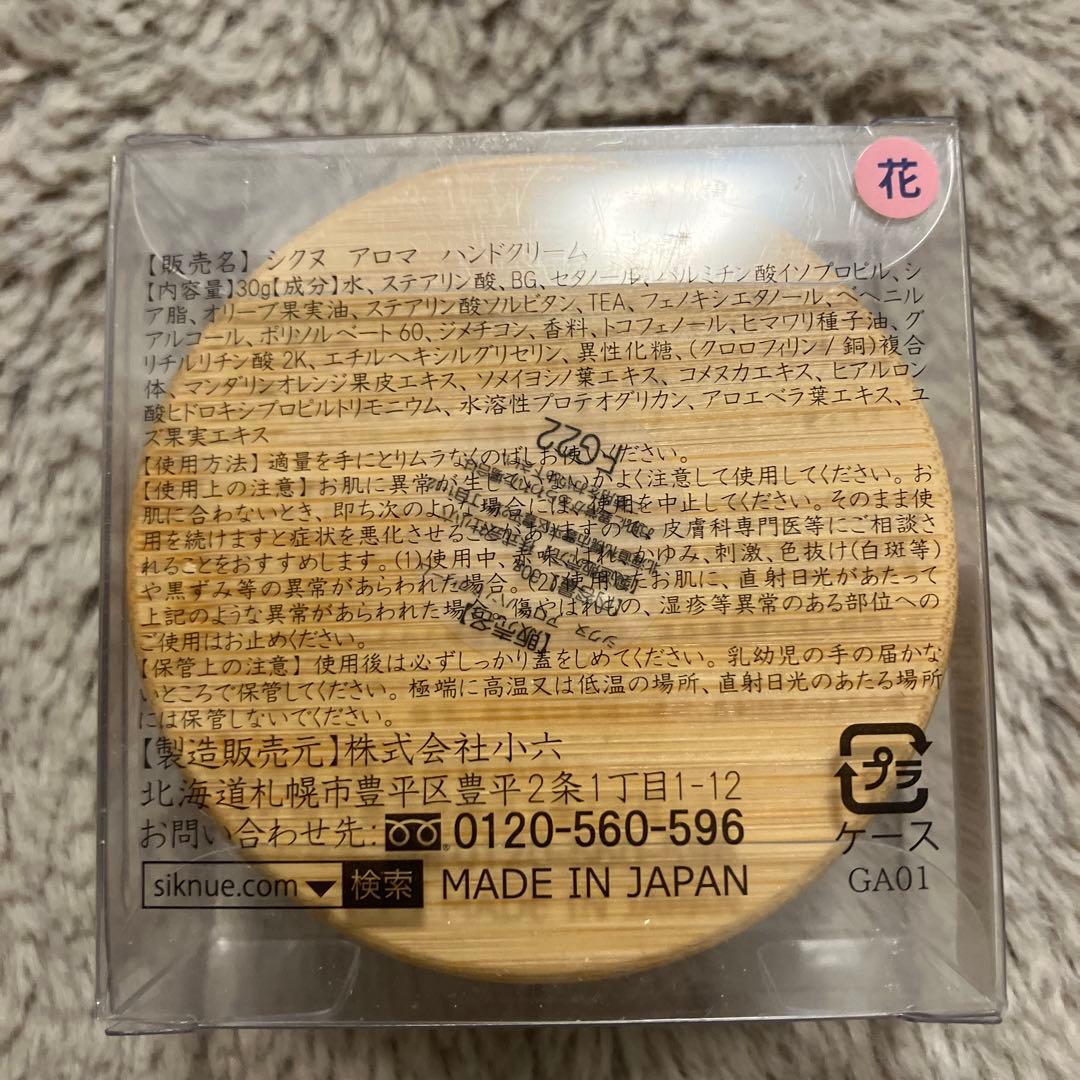 花
【販売名】シクヌ アロマ ハンドクリーム
【内容量】30g【成分】水、ステアリン酸、BG、セタノール、パルミチン酸イソプロピル、シ
ア脂、オリーブ果実油、ステアリン酸ソルビタン、TEA、フェノキシエタノール、ベヘニル
アルコール、ポリソルベート60、ジメチコン、香料、トコフェノール、ヒマワリ種子油、グ
リチルリチン酸2K、エチルヘキシルグリセリン、異性化糖、(クロロフィリン/銅)複合
体、マンダリンオレンジ果皮エキス、ソメイヨシノ葉エキス、コメヌカエキス、ヒアルロン
酸ヒドロキシプロピルトリモニウム、水溶性プロテオグリカン、アロエベラ葉エキス、ユ
ズ果実エキス
【使用方法】適量を手にとりムラなくのばしお使いください。
【使用上の注意】お肌に異常が生じていないかよく注意して使用してください。お
肌に合わないとき、即ち次のような場合には、使用を中止してください。そのまま使
用を続けますと症状を悪化させることがありますので、皮膚科専門医等にご相談さ
れることをおすすめします。(1)使用中、赤味、はれ、かゆみ、刺激、色抜け(白斑等)
や黒ずみ等の異常があらわれた場合。(2)使用したお肌に、直射日光があたって
上記のような異常があらわれた場合。傷やはれもの、湿疹等異常のある部位への
ご使用はお止めください。
【保管上の注意】使用後は必ずしっかり蓋をしめてください。乳幼児の手の届かな
いところで保管してください。極端に高温又は低温の場所、直射日光のあたる場所
には保管しないでください。
【製造販売元】株式会社小六
北海道札幌市豊平区豊平2条1丁目1-12
お問い合わせ先:0120-560-596
siknue.com 検索 MADE IN JAPAN
プラ
ケース
GA01
FG22
【販売名】
シクヌ アロマ